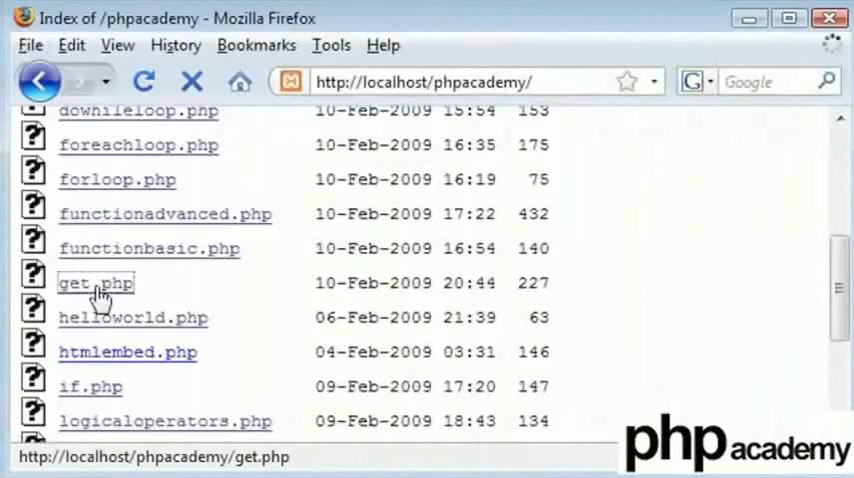 Index of /phpacademy - Mozilla Firefox
File Edit View History Bookmarks Tools Help
http://localhost/phpacademy/ G Google
dowhileloop.php 10-Feb-2009 15:54 153
? foreachloop.php 10-Feb-2009 16:35 175
? forloop.php 10-Feb-2009 16:19 75
? functionadvanced.php 10-Feb-2009 17:22 432
? functionbasic.php 10-Feb-2009 16:54 140
? get.php 10-Feb-2009 20:44 227
? helloworld.php 06-Feb-2009 21:39 63
? htmlembed.php 04-Feb-2009 03:31 146
? if.php 09-Feb-2009 17:20 147
? logicaloperators.php 09-Feb-2009 18:43 134
http://localhost/phpacademy/get.php
php academy